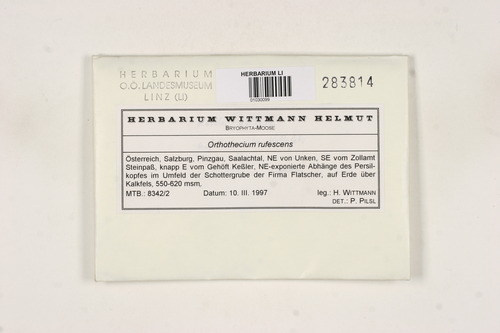 HERBARIUM
O.Ö. LANDESMUSEUM
LINZ (LI)
HERBARIUM LI
01000099
283814
HERBARIUM WITTMANN HELMUT
BRYOPHYTA-MOOSE
Orthothecium rufescens
Österreich, Salzburg, Pinzgau, Saalachtal, NE von Unken, SE vom Zollamt
Steinpaß, knapp E vom Gehöft Keßler, NE-exponierte Abhänge des Persil-
kopfes im Umfeld der Schottergrube der Firma Flatscher, auf Erde über
Kalkfels, 550-620 msm,
MTB.: 8342/2 Datum: 10. III. 1997 leg.: H. WITTMANN
DET.: P. PILSL